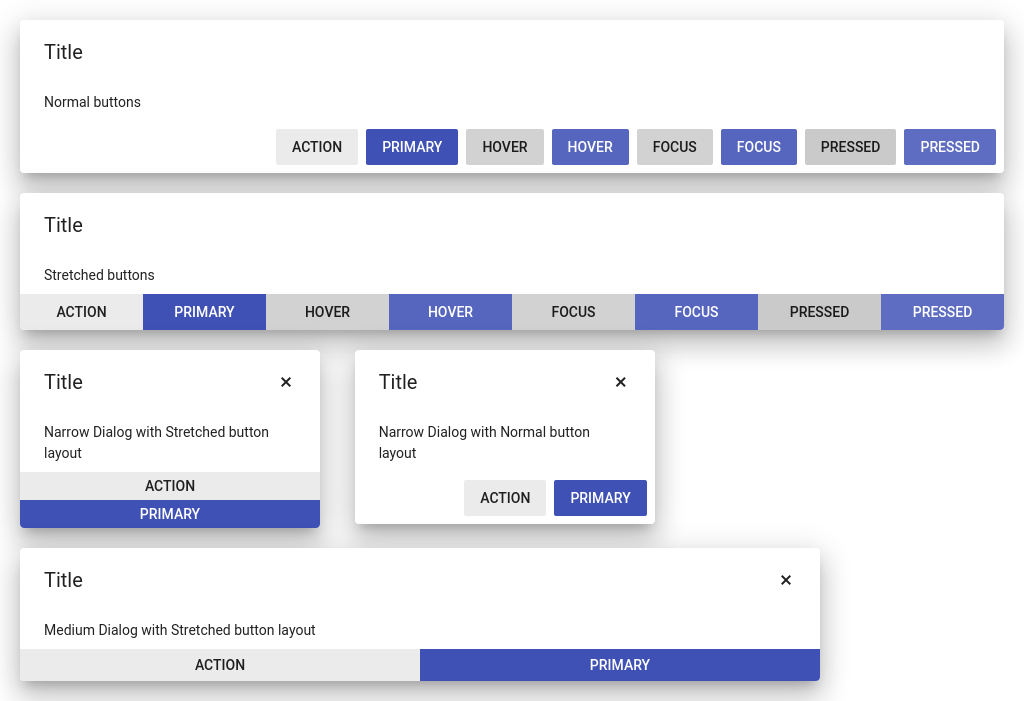 Title
Normal buttons
ACTION PRIMARY HOVER HOVER FOCUS FOCUS PRESSED PRESSED
Title
Stretched buttons
ACTION PRIMARY HOVER HOVER FOCUS FOCUS PRESSED PRESSED
Title
Narrow Dialog with Stretched button
layout
ACTION
PRIMARY
Title
Narrow Dialog with Normal button
layout
ACTION PRIMARY
Title
Medium Dialog with Stretched button layout
ACTION PRIMARY